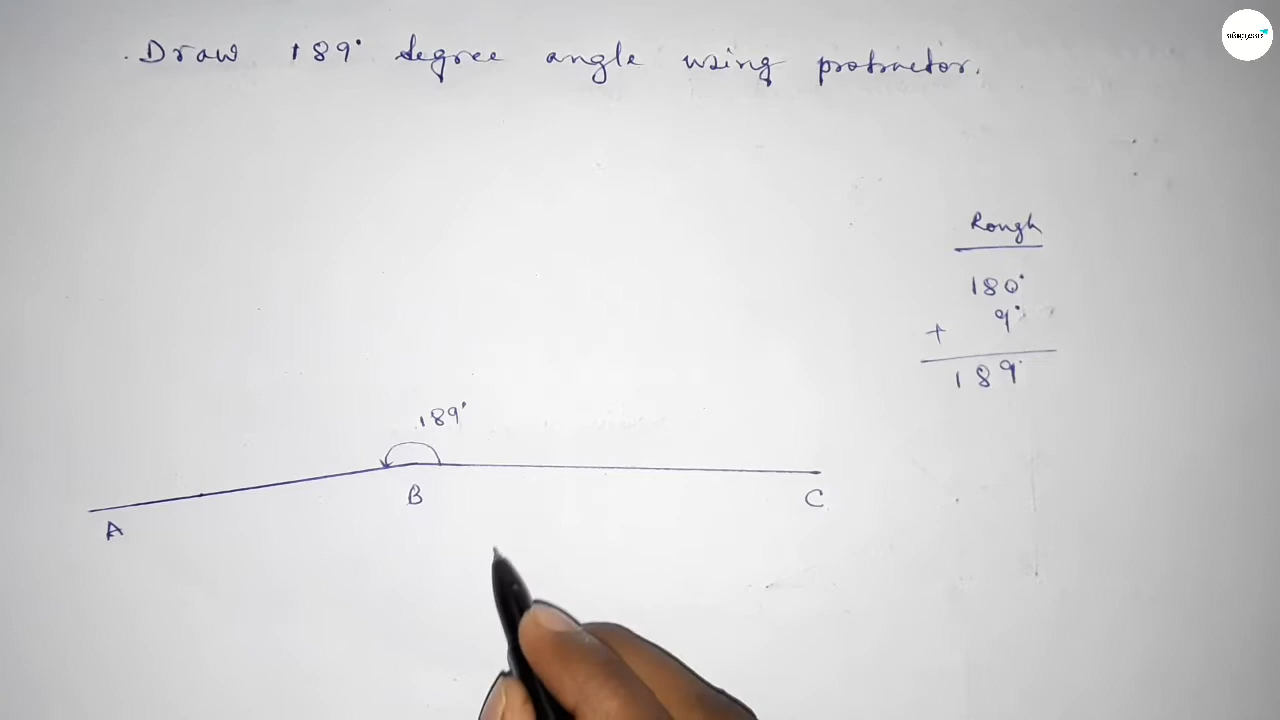 . Draw 189° degree angle using protractor.
Rough
180°
+ 9°
189°
189°
A
B
C